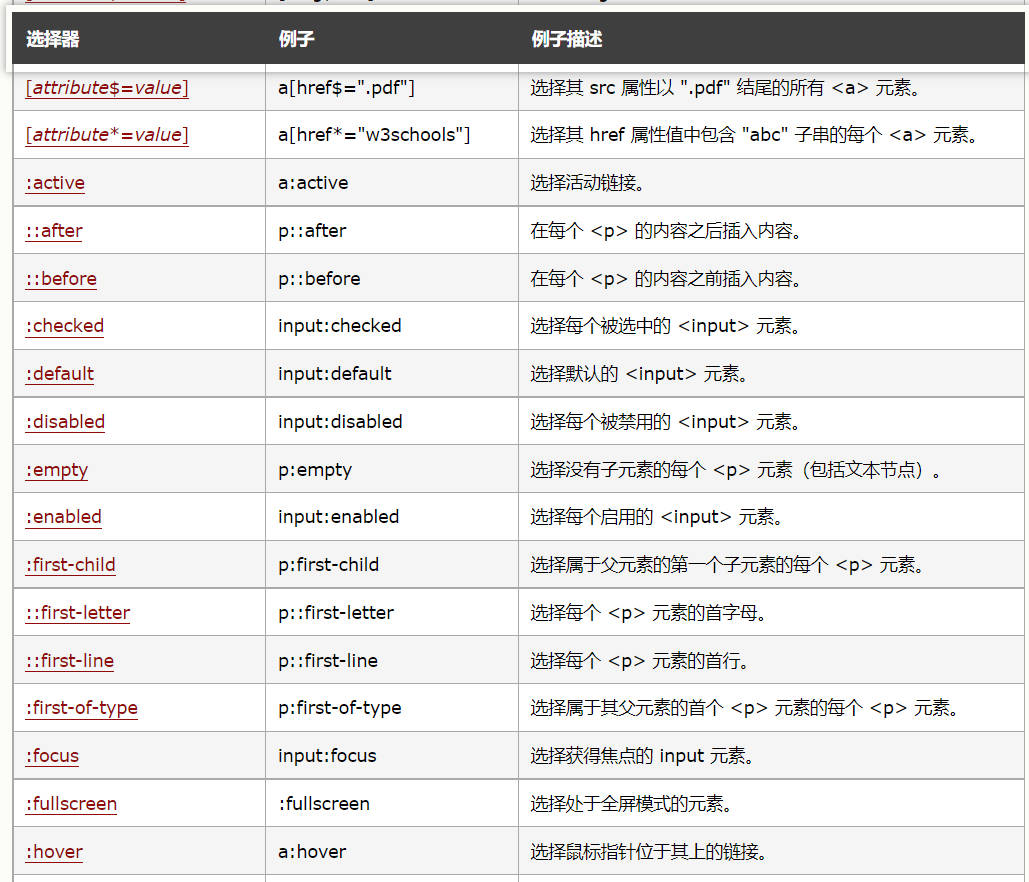 选择器 例子 例子描述
[attribute$=value] a[href$=".pdf"] 选择其 src 属性以 ".pdf" 结尾的所有 <a> 元素。
[attribute*=value] a[href*="w3schools"] 选择其 href 属性值中包含 "abc" 子串的每个 <a> 元素。
:active a:active 选择活动链接。
::after p::after 在每个 <p> 的内容之后插入内容。
::before p::before 在每个 <p> 的内容之前插入内容。
:checked input:checked 选择每个被选中的 <input> 元素。
:default input:default 选择默认的 <input> 元素。
:disabled input:disabled 选择每个被禁用的 <input> 元素。
:empty p:empty 选择没有子元素的每个 <p> 元素（包括文本节点）。
:enabled input:enabled 选择每个启用的 <input> 元素。
:first-child p:first-child 选择属于父元素的第一个子元素的每个 <p> 元素。
::first-letter p::first-letter 选择每个 <p> 元素的首字母。
::first-line p::first-line 选择每个 <p> 元素的首行。
:first-of-type p:first-of-type 选择属于其父元素的首个 <p> 元素的每个 <p> 元素。
:focus input:focus 选择获得焦点的 input 元素。
:fullscreen :fullscreen 选择处于全屏模式的元素。
:hover a:hover 选择鼠标指针位于其上的链接。